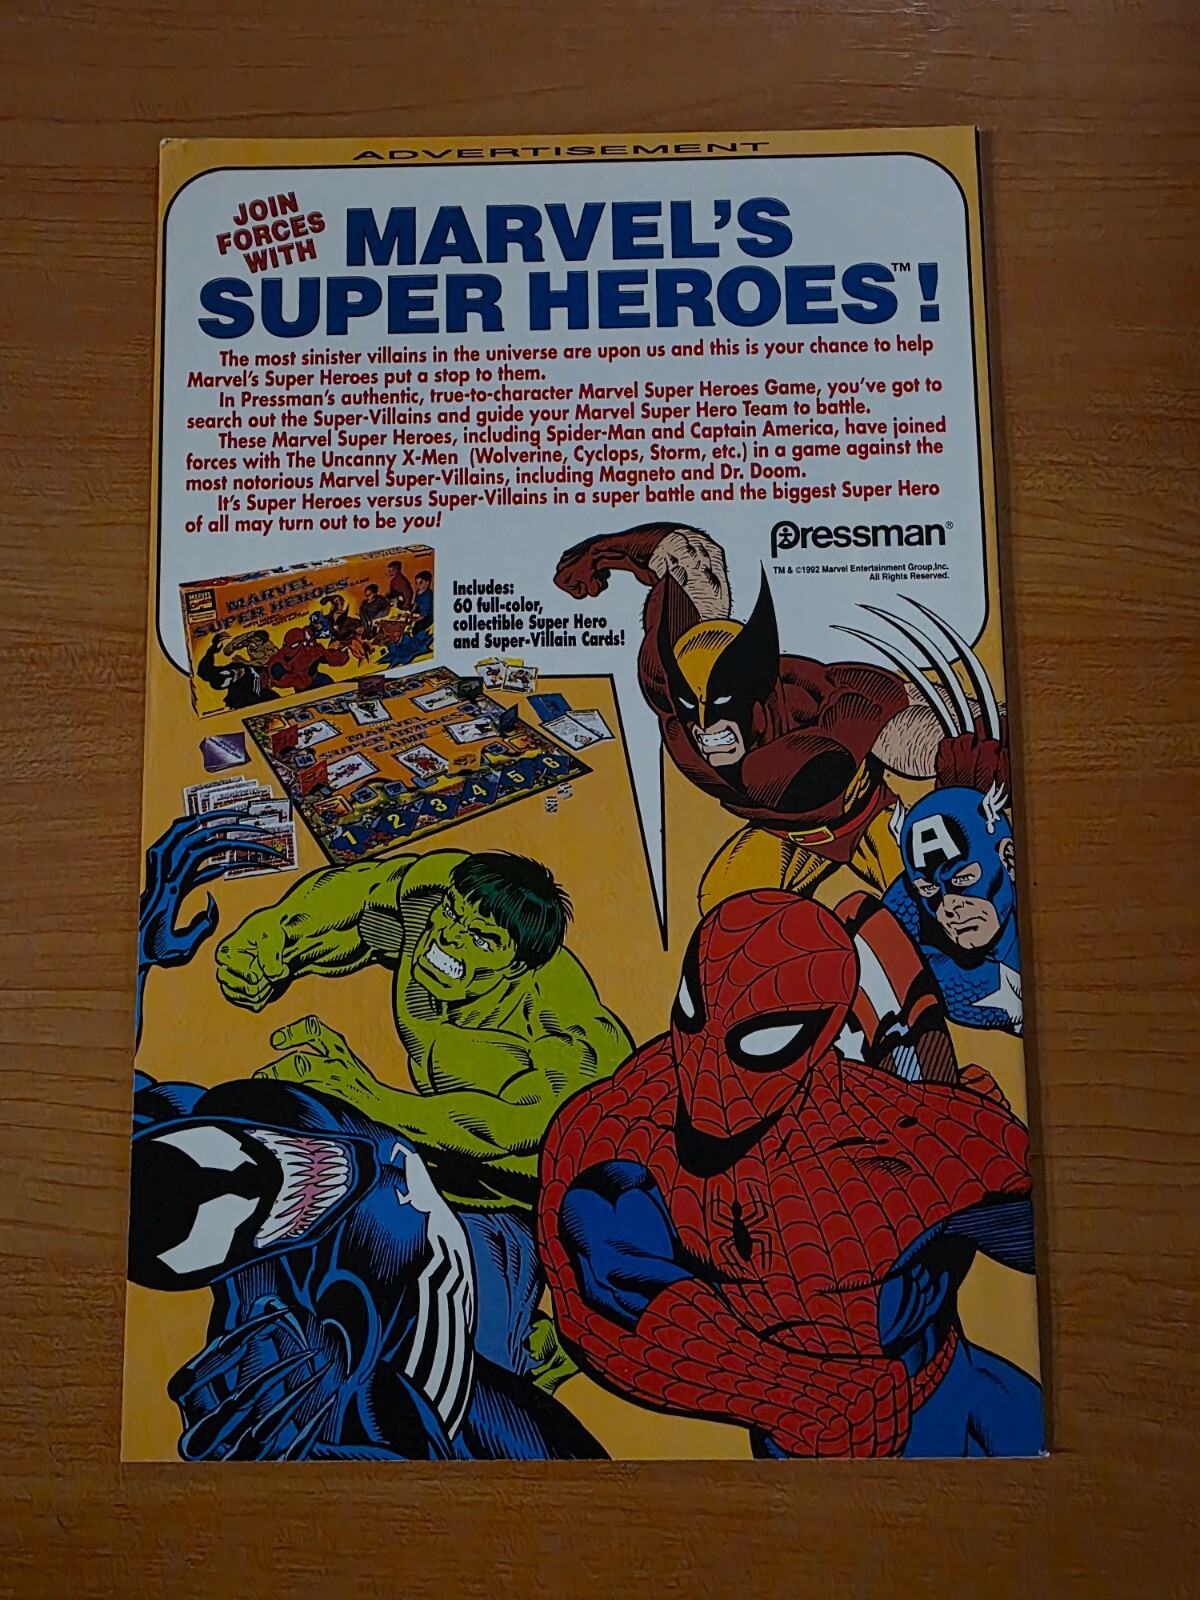 ADVERTISEMENT
JOIN
FORCES
WITH
MARVEL'S
SUPER HEROES™!
The most sinister villains in the universe are upon us and this is your chance to help
Marvel's Super Heroes put a stop to them.
In Pressman's authentic, true-to-character Marvel Super Heroes Game, you've got to
search out the Super-Villains and guide your Marvel Super Hero Team to battle.
These Marvel Super Heroes, including Spider-Man and Captain America, have joined
forces with The Uncanny X-Men (Wolverine, Cyclops, Storm, etc.) in a game against the
most notorious Marvel Super-Villains, including Magneto and Dr. Doom.
It's Super Heroes versus Super-Villains in a super battle and the biggest Super Hero
of all may turn out to be you!
Pressman®
TM & ©1992 Marvel Entertainment Group,Inc.
All Rights Reserved.
MARVEL
MARVEL
SUPER HEROES GAME
Includes:
60 full-color,
collectible Super Hero
and Super-Villain Cards!
MARVEL
SUPER HEROES
GAME
1 2 3 4 5 6
A